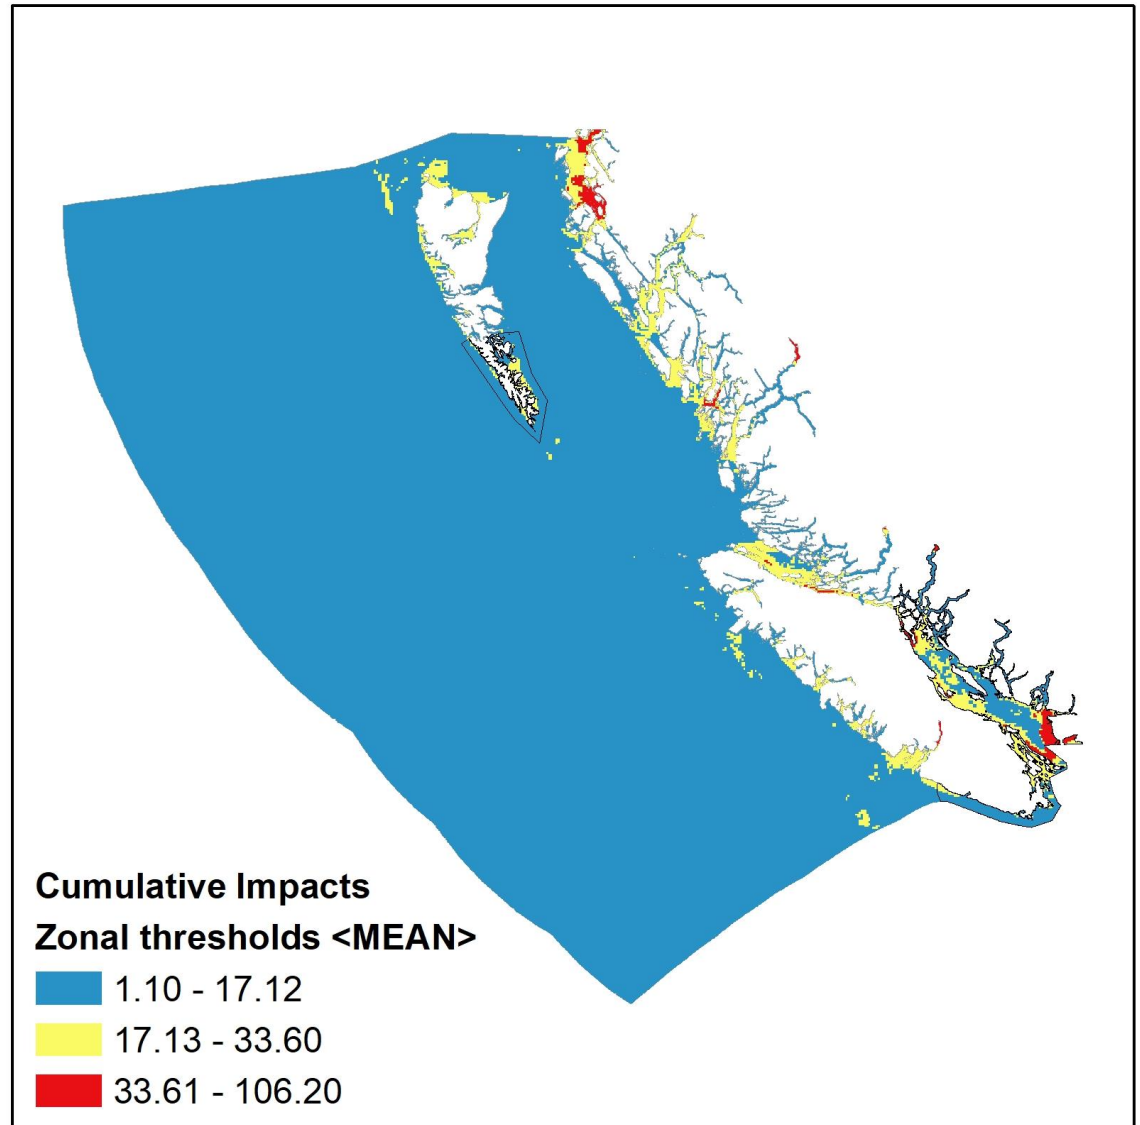 Cumulative Impacts
Zonal thresholds <MEAN>
1.10 - 17.12
17.13 - 33.60
33.61 - 106.20